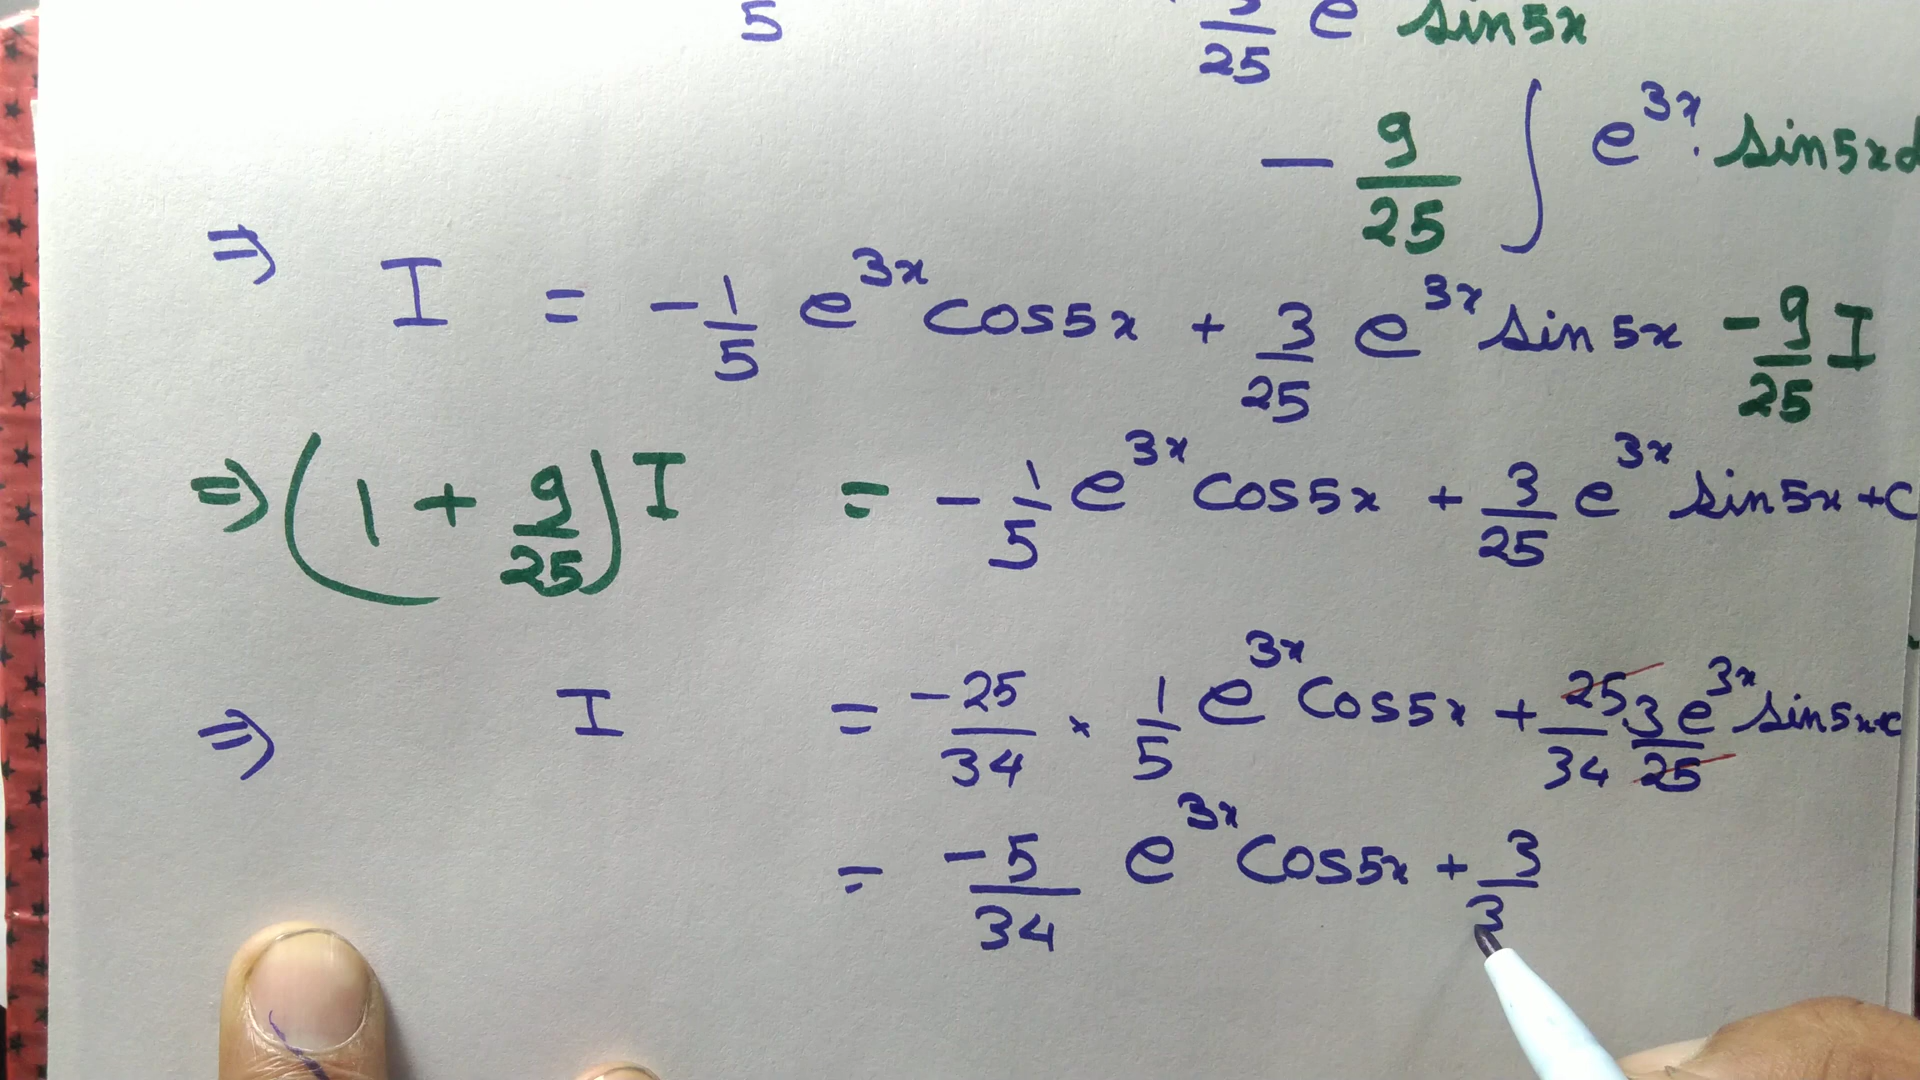 5 3/25 e sin5x
- 9/25 ∫ e^3x . sin5x d
⇒ I = -1/5 e^3x cos5x + 3/25 e^3x sin5x - 9/25 I
⇒ (1 + 9/25) I = - 1/5 e^3x cos5x + 3/25 e^3x sin5x + C
⇒ I = -25/34 × 1/5 e^3x cos5x + 25/34 3/25 e^3x sin5x + C
= -5/34 e^3x cos5x + 3/3